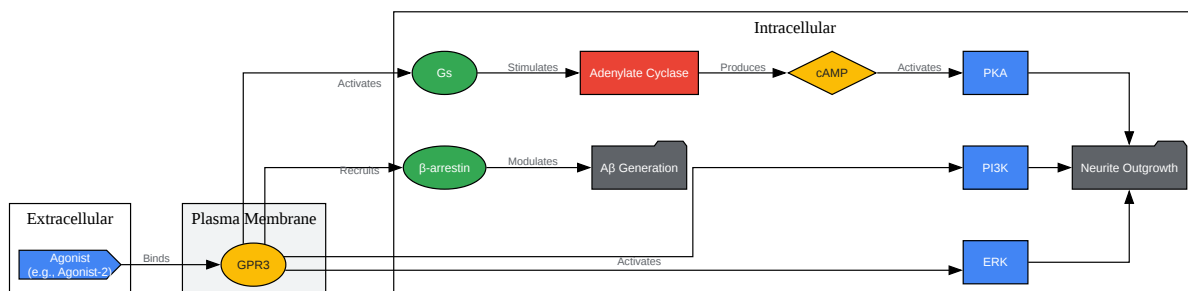 Intracellular
Gs
Stimulates
Adenylate Cyclase
Produces
cAMP
Activates
PKA
Activates
β-arrestin
Modulates
Aβ Generation
PI3K
Neurite Outgrowth
Recruits
Extracellular
Plasma Membrane
Agonist
(e.g., Agonist-2)
Binds
GPR3
Activates
ERK